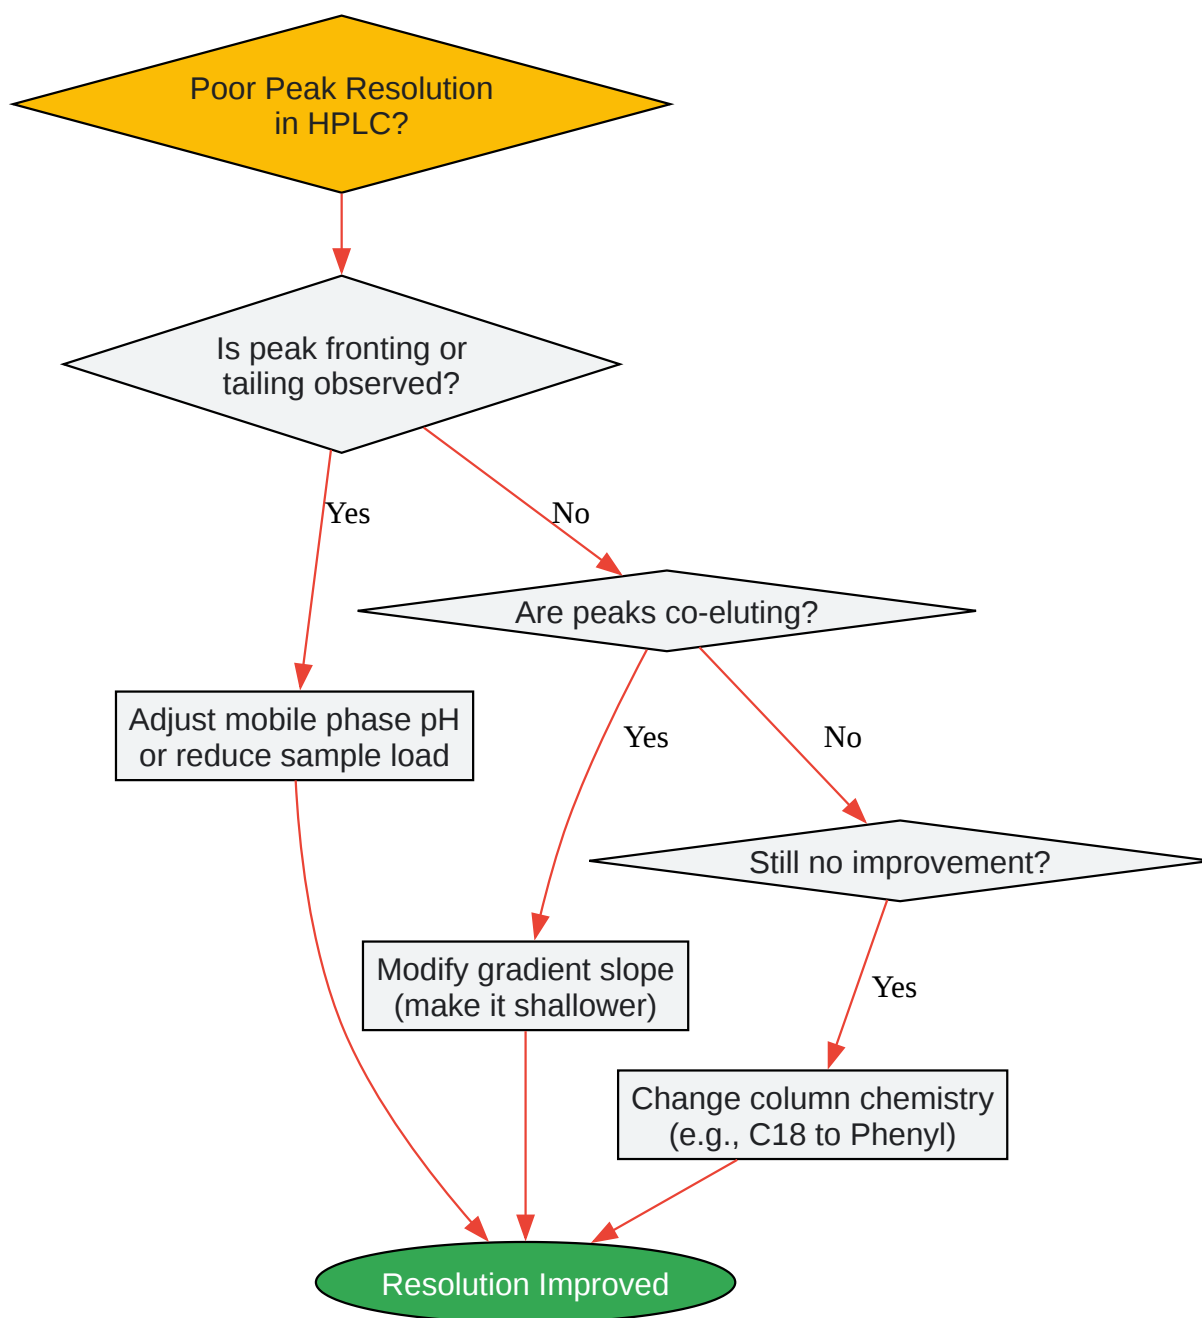 Poor Peak Resolution
in HPLC?
Is peak fronting or
tailing observed?
Yes
No
Are peaks co-eluting?
Adjust mobile phase pH
or reduce sample load
Yes
No
Still no improvement?
Modify gradient slope
(make it shallower)
Yes
Change column chemistry
(e.g., C18 to Phenyl)
Resolution Improved